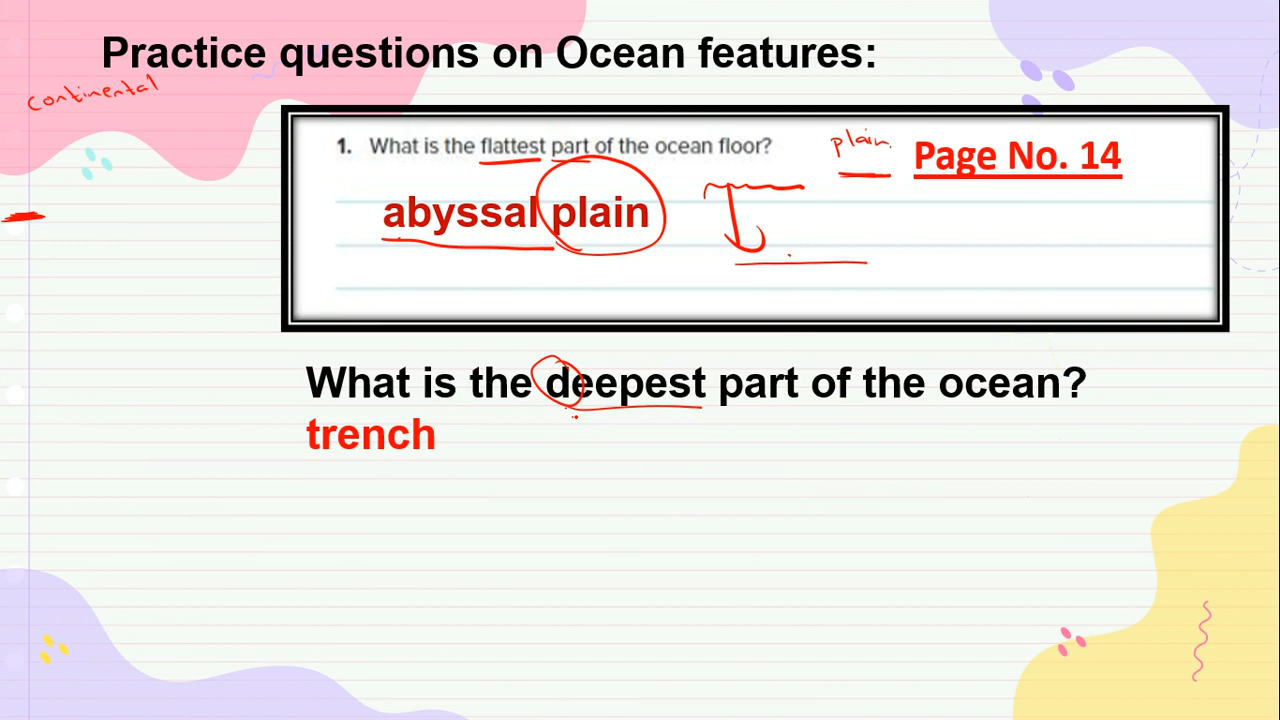 Practice questions on Ocean features:
continental
1. What is the flattest part of the ocean floor?
plain
Page No. 14
abyssal plain
What is the deepest part of the ocean?
trench